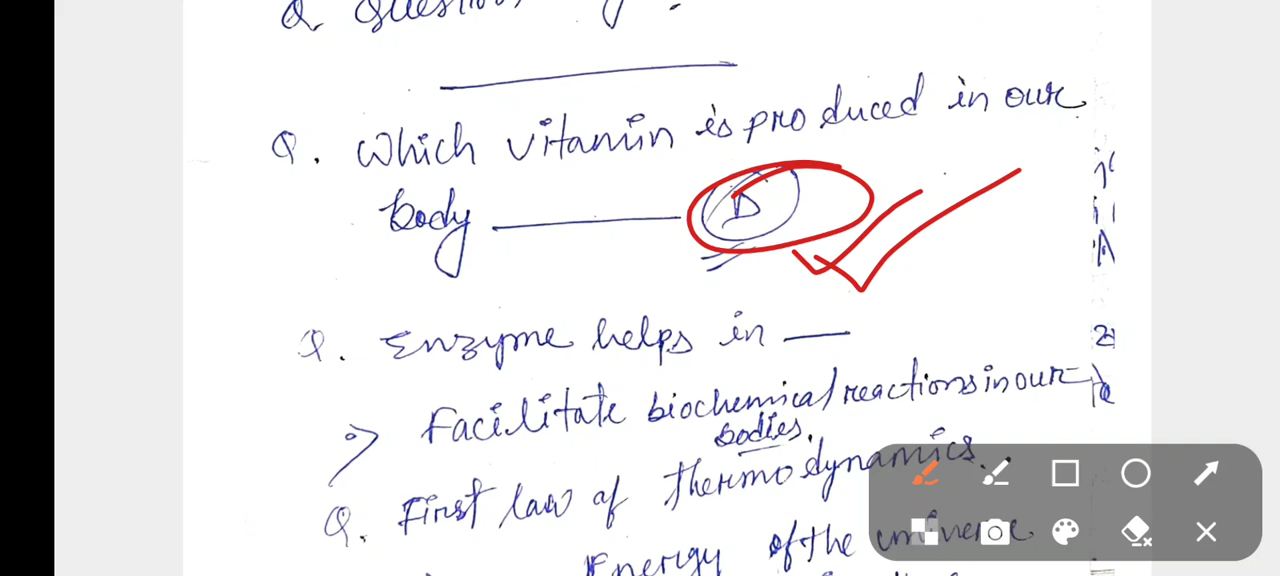 Q. Question
Q. Which vitamin is produced in our
body ——— D
Q. Enzyme helps in —
=> Facilitate biochemical reactions in our
bodies.
Q. First law of thermodynamics.
Energy of the universe